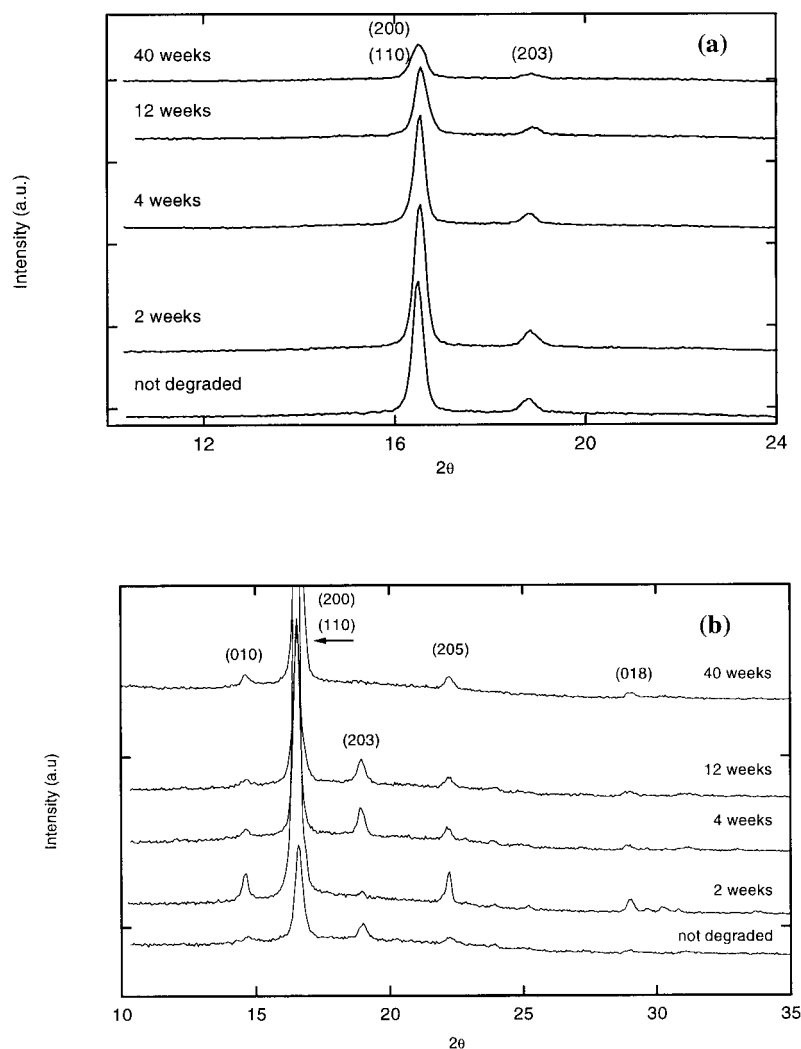 (200)
(a)
40 weeks
(110)
(203)
12 weeks
4 weeks
2 weeks
not degraded
Intensity (a.u.)
12
16
20
24
2θ
(200)
(110)
(b)
(010)
(205)
(018)
40 weeks
(203)
12 weeks
4 weeks
2 weeks
not degraded
Intensity (a.u)
10
15
20
25
30
35
2θ